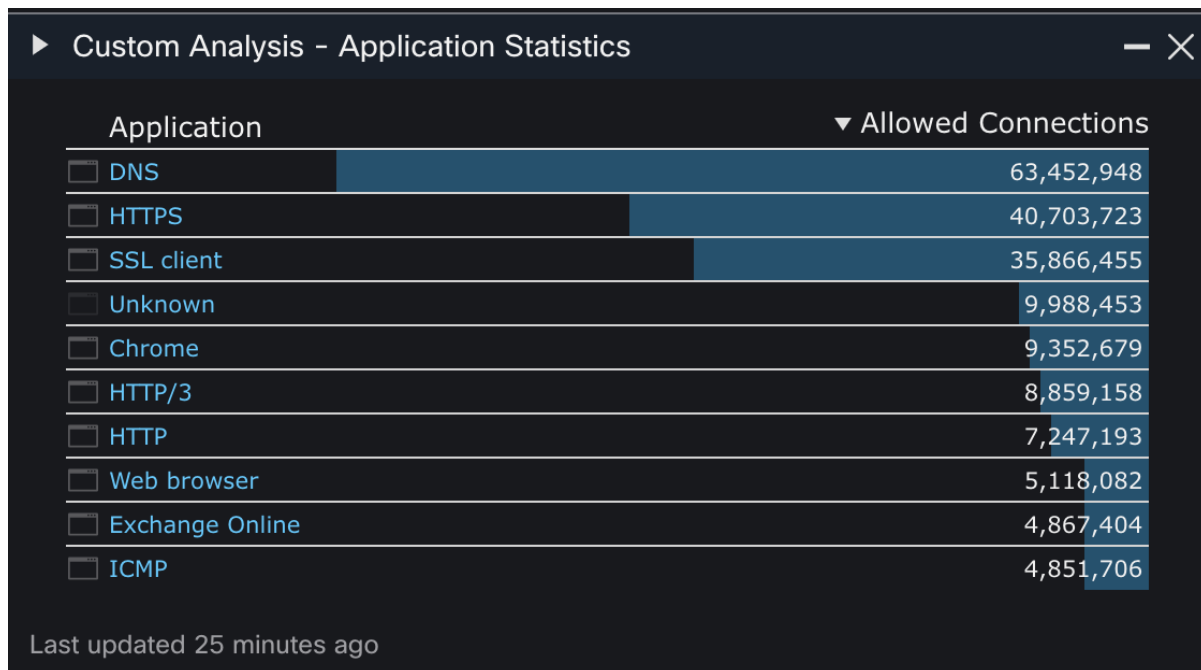 Custom Analysis - Application Statistics
Application ▼ Allowed Connections
DNS 63,452,948
HTTPS 40,703,723
SSL client 35,866,455
Unknown 9,988,453
Chrome 9,352,679
HTTP/3 8,859,158
HTTP 7,247,193
Web browser 5,118,082
Exchange Online 4,867,404
ICMP 4,851,706
Last updated 25 minutes ago